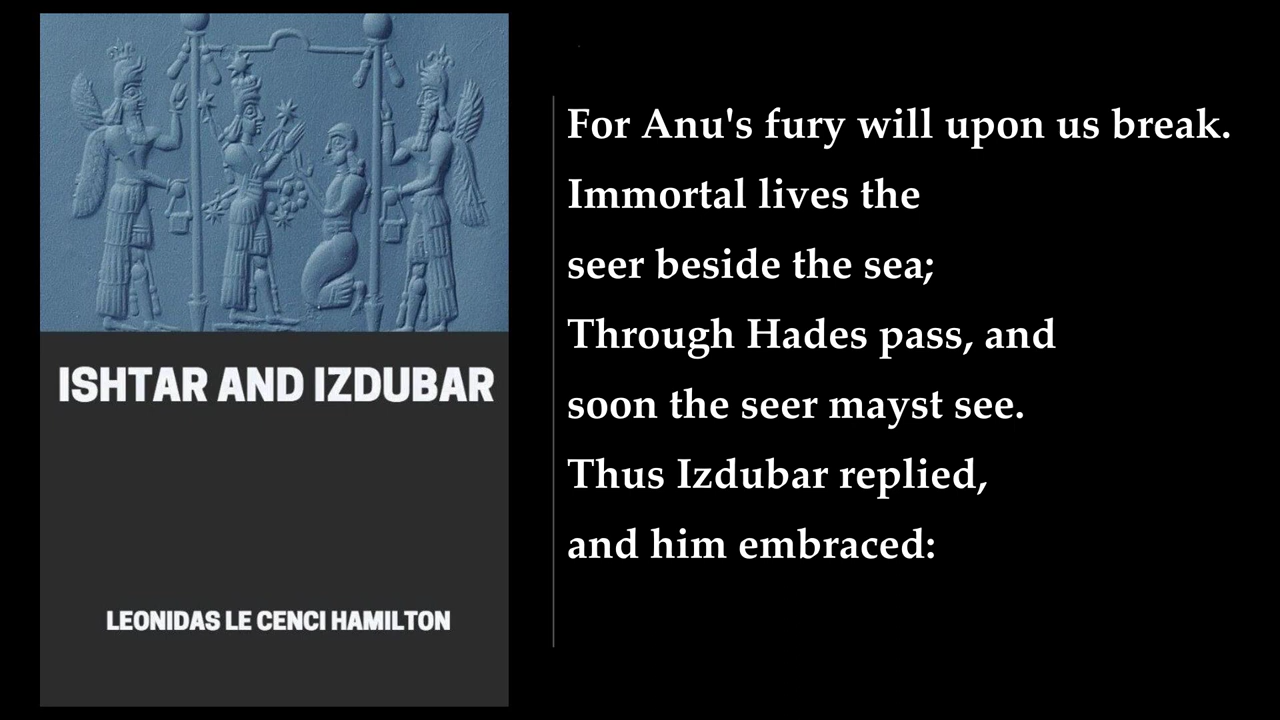 ISHTAR AND IZDUBAR
LEONIDAS LE CENCI HAMILTON
For Anu's fury will upon us break.
Immortal lives the
seer beside the sea;
Through Hades pass, and
soon the seer mayst see.
Thus Izdubar replied,
and him embraced: